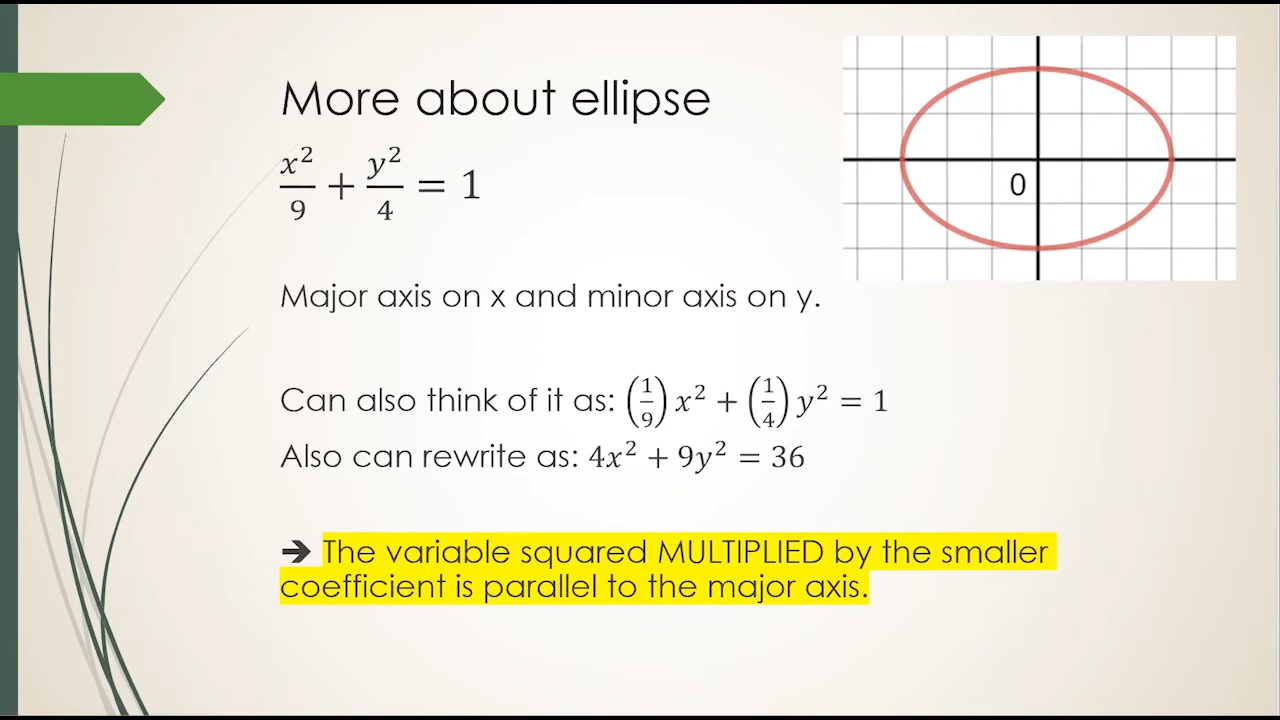 More about ellipse
x²/9 + y²/4 = 1
0
Major axis on x and minor axis on y.
Can also think of it as: (1/9) x² + (1/4) y² = 1
Also can rewrite as: 4x² + 9y² = 36
➔ The variable squared MULTIPLIED by the smaller
coefficient is parallel to the major axis.